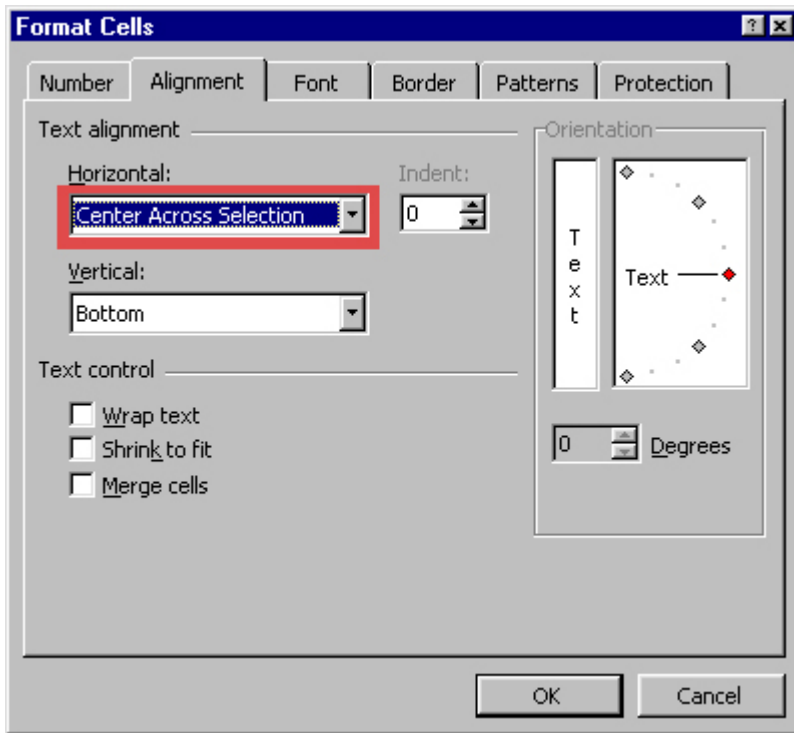 Format Cells
Number Alignment Font Border Patterns Protection
Text alignment
Orientation
Horizontal:
Indent:
Center Across Selection
0
Vertical:
Bottom
Text
Text
Text control
Wrap text
Shrink to fit
Merge cells
0 Degrees
OK Cancel